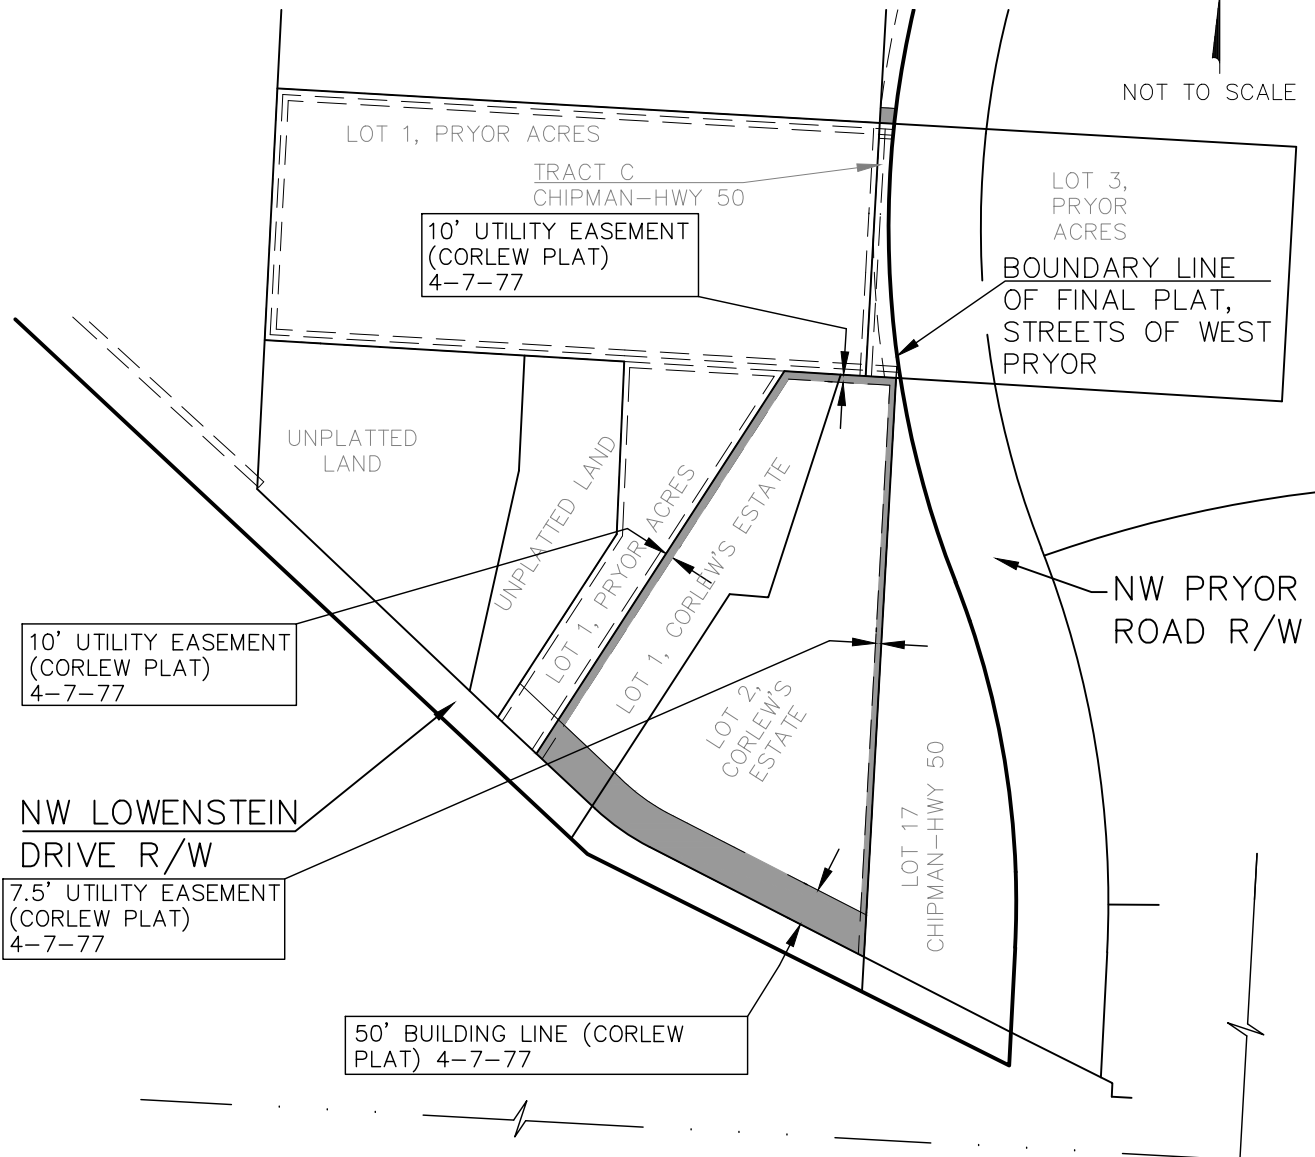 NOT TO SCALE
LOT 1, PRYOR ACRES
TRACT C
CHIPMAN-HWY 50
LOT 3,
PRYOR
ACRES
10' UTILITY EASEMENT
(CORLEW PLAT)
4-7-77
BOUNDARY LINE
OF FINAL PLAT,
STREETS OF WEST
PRYOR
UNPLATTED
LAND
UNPLATTED LAND
LOT 1, PRYOR ACRES
LOT 1, CORLEW'S ESTATE
NW PRYOR
ROAD R/W
10' UTILITY EASEMENT
(CORLEW PLAT)
4-7-77
LOT 2,
CORLEW'S
ESTATE
LOT 17
CHIPMAN-HWY 50
NW LOWENSTEIN
DRIVE R/W
7.5' UTILITY EASEMENT
(CORLEW PLAT)
4-7-77
50' BUILDING LINE (CORLEW
PLAT) 4-7-77